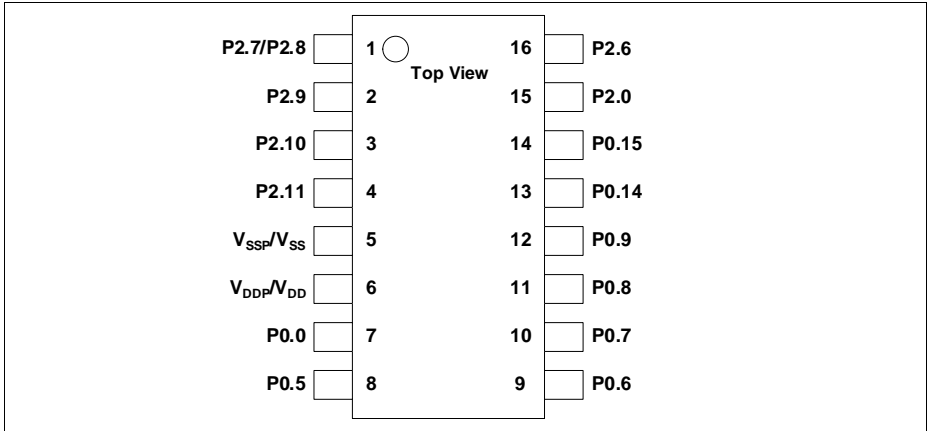 P2.7/P2.8 1 16 P2.6
Top View
P2.9 2 15 P2.0
P2.10 3 14 P0.15
P2.11 4 13 P0.14
VSSP/VSS 5 12 P0.9
VDDP/VDD 6 11 P0.8
P0.0 7 10 P0.7
P0.5 8 9 P0.6